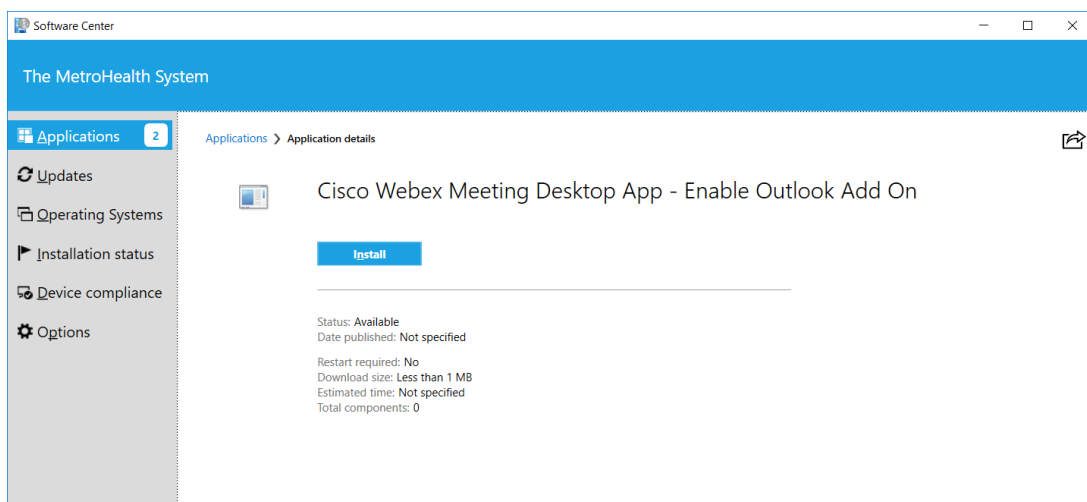 Software Center
The MetroHealth System
Applications 2
Updates
Operating Systems
Installation status
Device compliance
Options
Applications ❯ Application details
Cisco Webex Meeting Desktop App - Enable Outlook Add On
Install
Status: Available
Date published: Not specified
Restart required: No
Download size: Less than 1 MB
Estimated time: Not specified
Total components: 0